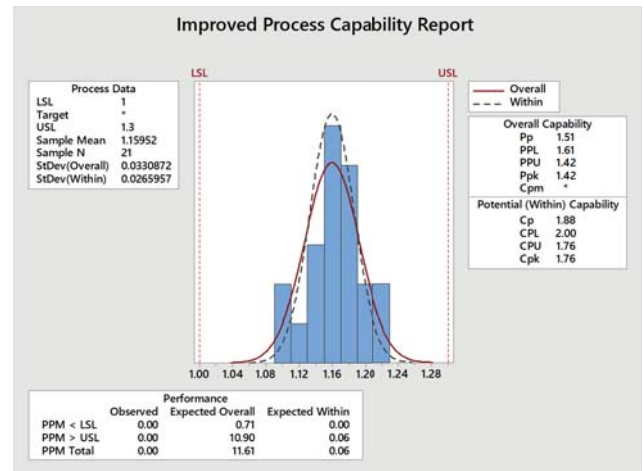 Improved Process Capability Report
LSL
USL
Process Data
LSL 1
Target *
USL 1.3
Sample Mean 1.15952
Sample N 21
StDev(Overall) 0.0330872
StDev(Within) 0.0265957
Overall
Within
Overall Capability
Pp 1.51
PPL 1.61
PPU 1.42
Ppk 1.42
Cpm *
Potential (Within) Capability
Cp 1.88
CPL 2.00
CPU 1.76
Cpk 1.76
1.00 1.04 1.08 1.12 1.16 1.20 1.24 1.28
Performance
Observed Expected Overall Expected Within
PPM < LSL 0.00 0.71 0.00
PPM > USL 0.00 10.90 0.06
PPM Total 0.00 11.61 0.06